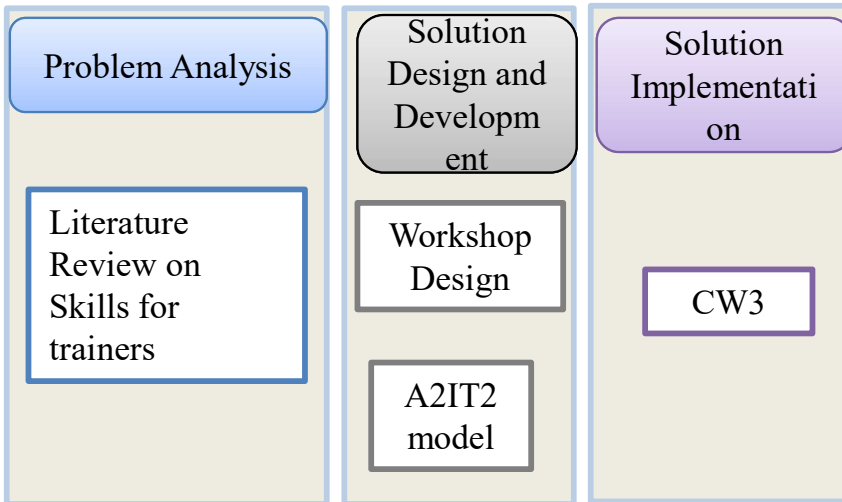 Problem Analysis
Literature
Review on
Skills for
trainers
Solution
Design and
Developm
ent
Workshop
Design
A2IT2
model
Solution
Implementati
on
CW3